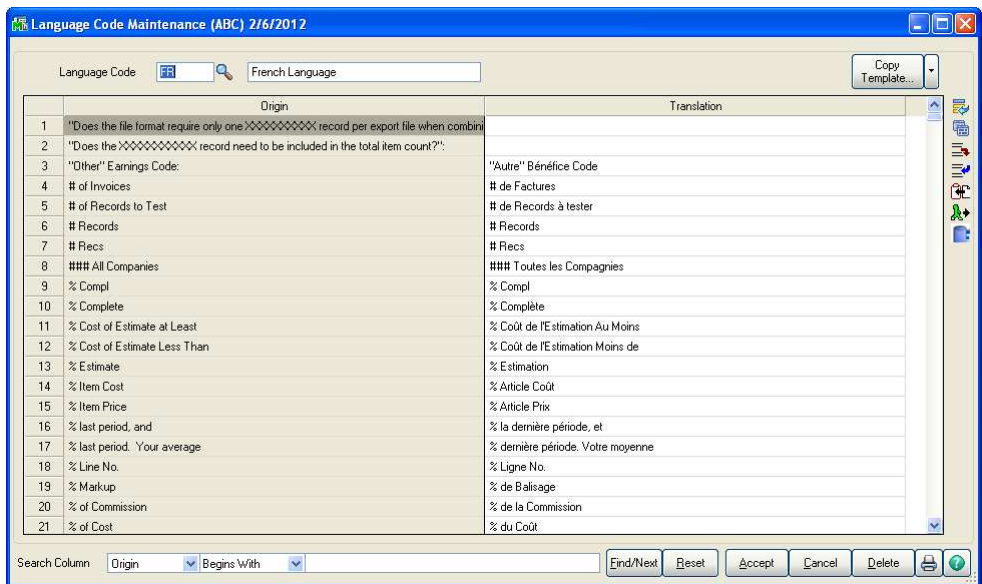 Language Code Maintenance (ABC) 2/6/2012
Language Code FR French Language Copy Template...
Origin Translation
1 "Does the file format require only one XXXXXXXXXX record per export file when combini
2 "Does the XXXXXXXXXX record need to be included in the total item count?":
3 "Other" Earnings Code: "Autre" Bénéfice Code
4 # of Invoices # de Factures
5 # of Records to Test # de Records à tester
6 # Records # Records
7 # Recs # Recs
8 ### All Companies ### Toutes les Compagnies
9 % Compl % Compl
10 % Complete % Complète
11 % Cost of Estimate at Least % Coût de l'Estimation Au Moins
12 % Cost of Estimate Less Than % Coût de l'Estimation Moins de
13 % Estimate % Estimation
14 % Item Cost % Article Coût
15 % Item Price % Article Prix
16 % last period, and % la dernière période, et
17 % last period. Your average % dernière période. Votre moyenne
18 % Line No. % Ligne No.
19 % Markup % de Balisage
20 % of Commission % de la Commission
21 % of Cost % du Coût
Search Column Origin Begins With Find/Next Reset Accept Cancel Delete